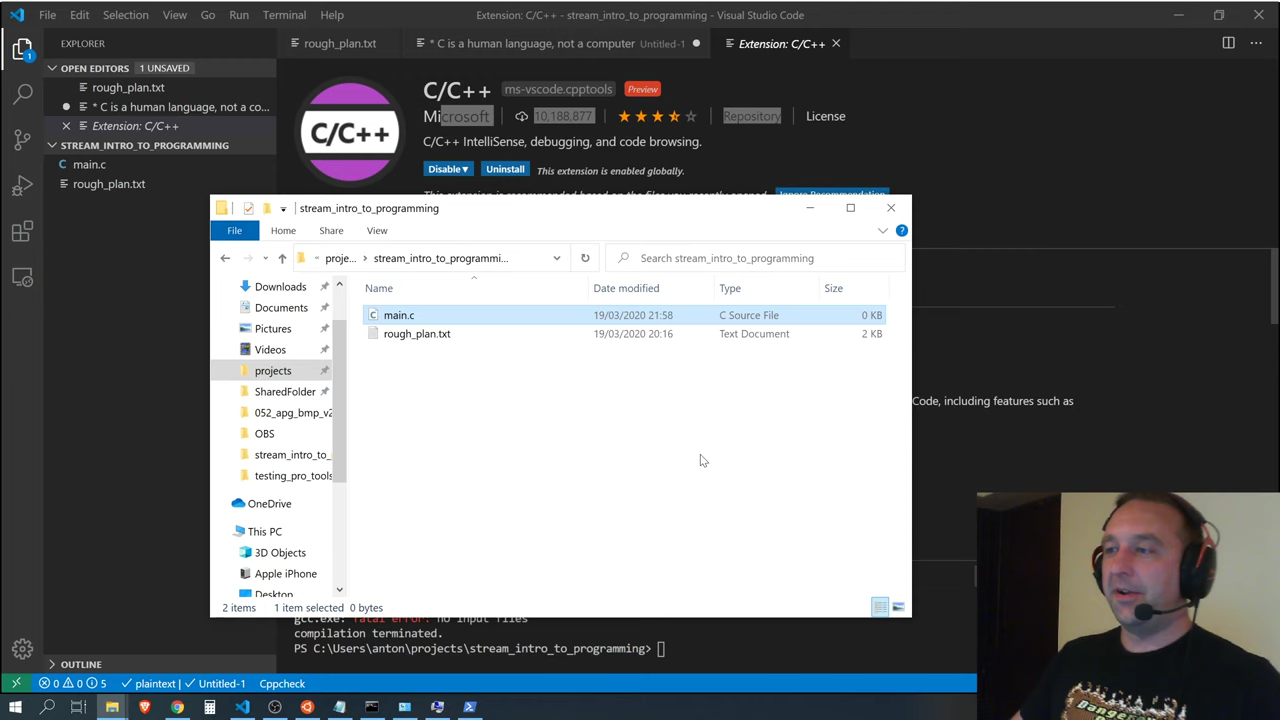 File Edit Selection View Go Run Terminal Help
Extension: C/C++ - stream_intro_to_programming - Visual Studio Code
EXPLORER
rough_plan.txt
* C is a human language, not a computer Untitled-1
Extension: C/C++
OPEN EDITORS 1 UNSAVED
rough_plan.txt
* C is a human language, not a co...
Extension: C/C++
STREAM_INTRO_TO_PROGRAMMING
main.c
rough_plan.txt
1
C/C++
C/C++ ms-vscode.cpptools Preview
Microsoft 10,188,877 Repository License
C/C++ IntelliSense, debugging, and code browsing.
Disable Uninstall This extension is enabled globally.
This extension is recommended based on the files you recently opened. Ignore Recommendation
stream_intro_to_programming
File Home Share View
« proje... > stream_intro_to_programmi...
Search stream_intro_to_programming
Name Date modified Type Size
main.c 19/03/2020 21:58 C Source File 0 KB
rough_plan.txt 19/03/2020 20:16 Text Document 2 KB
Downloads
Documents
Pictures
Videos
projects
SharedFolder
052_apg_bmp_v2
OBS
stream_intro_to_
testing_pro_tools
OneDrive
This PC
3D Objects
Apple iPhone
Desktop
2 items 1 item selected 0 bytes
Code, including features such as
gcc.exe: fatal error: no input files
compilation terminated.
PS C:\Users\anton\projects\stream_intro_to_programming>
OUTLINE
0 0 5 plaintext | Untitled-1 Cppcheck